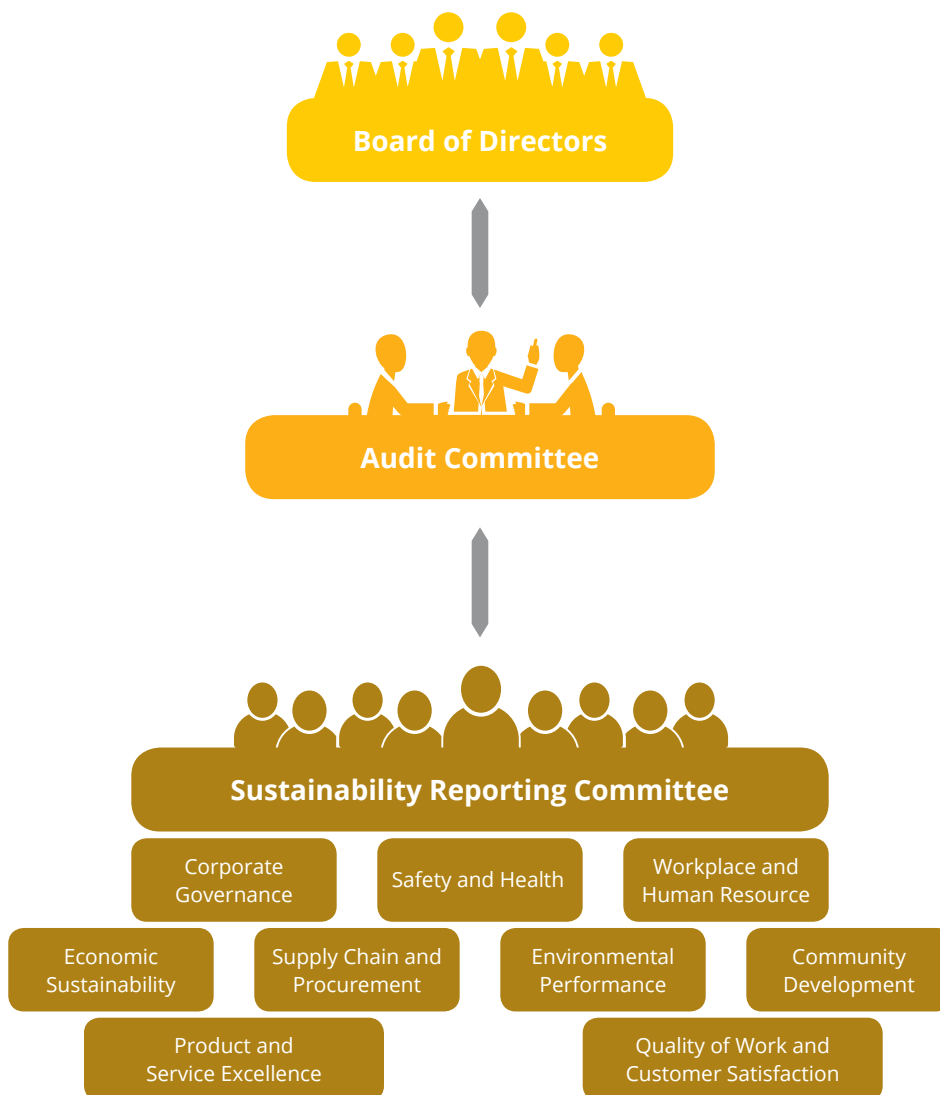 Board of Directors
Audit Committee
Sustainability Reporting Committee
Corporate
Governance
Safety and Health
Workplace and
Human Resource
Economic
Sustainability
Supply Chain and
Procurement
Environmental
Performance
Community
Development
Product and
Service Excellence
Quality of Work and
Customer Satisfaction